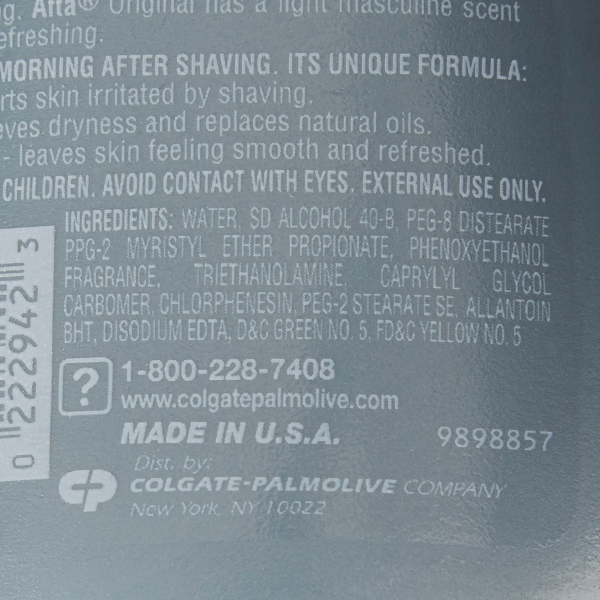 ng. Afta® Original has a light masculine scent
efreshing.
MORNING AFTER SHAVING. ITS UNIQUE FORMULA:
rts skin irritated by shaving.
eves dryness and replaces natural oils.
- leaves skin feeling smooth and refreshed.
CHILDREN. AVOID CONTACT WITH EYES. EXTERNAL USE ONLY.
INGREDIENTS: WATER, SD ALCOHOL 40-B, PEG-8 DISTEARATE
PPG-2 MYRISTYL ETHER PROPIONATE, PHENOXYETHANOL
FRAGRANCE, TRIETHANOLAMINE, CAPRYLYL GLYCOL
CARBOMER, CHLORPHENESIN, PEG-2 STEARATE SE, ALLANTOIN
BHT, DISODIUM EDTA, D&C GREEN NO. 5, FD&C YELLOW NO. 5
0 222942 3
?
1-800-228-7408
www.colgatepalmolive.com
MADE IN U.S.A. 9898857
Dist. by:
CP
COLGATE-PALMOLIVE COMPANY
New York, NY 10022